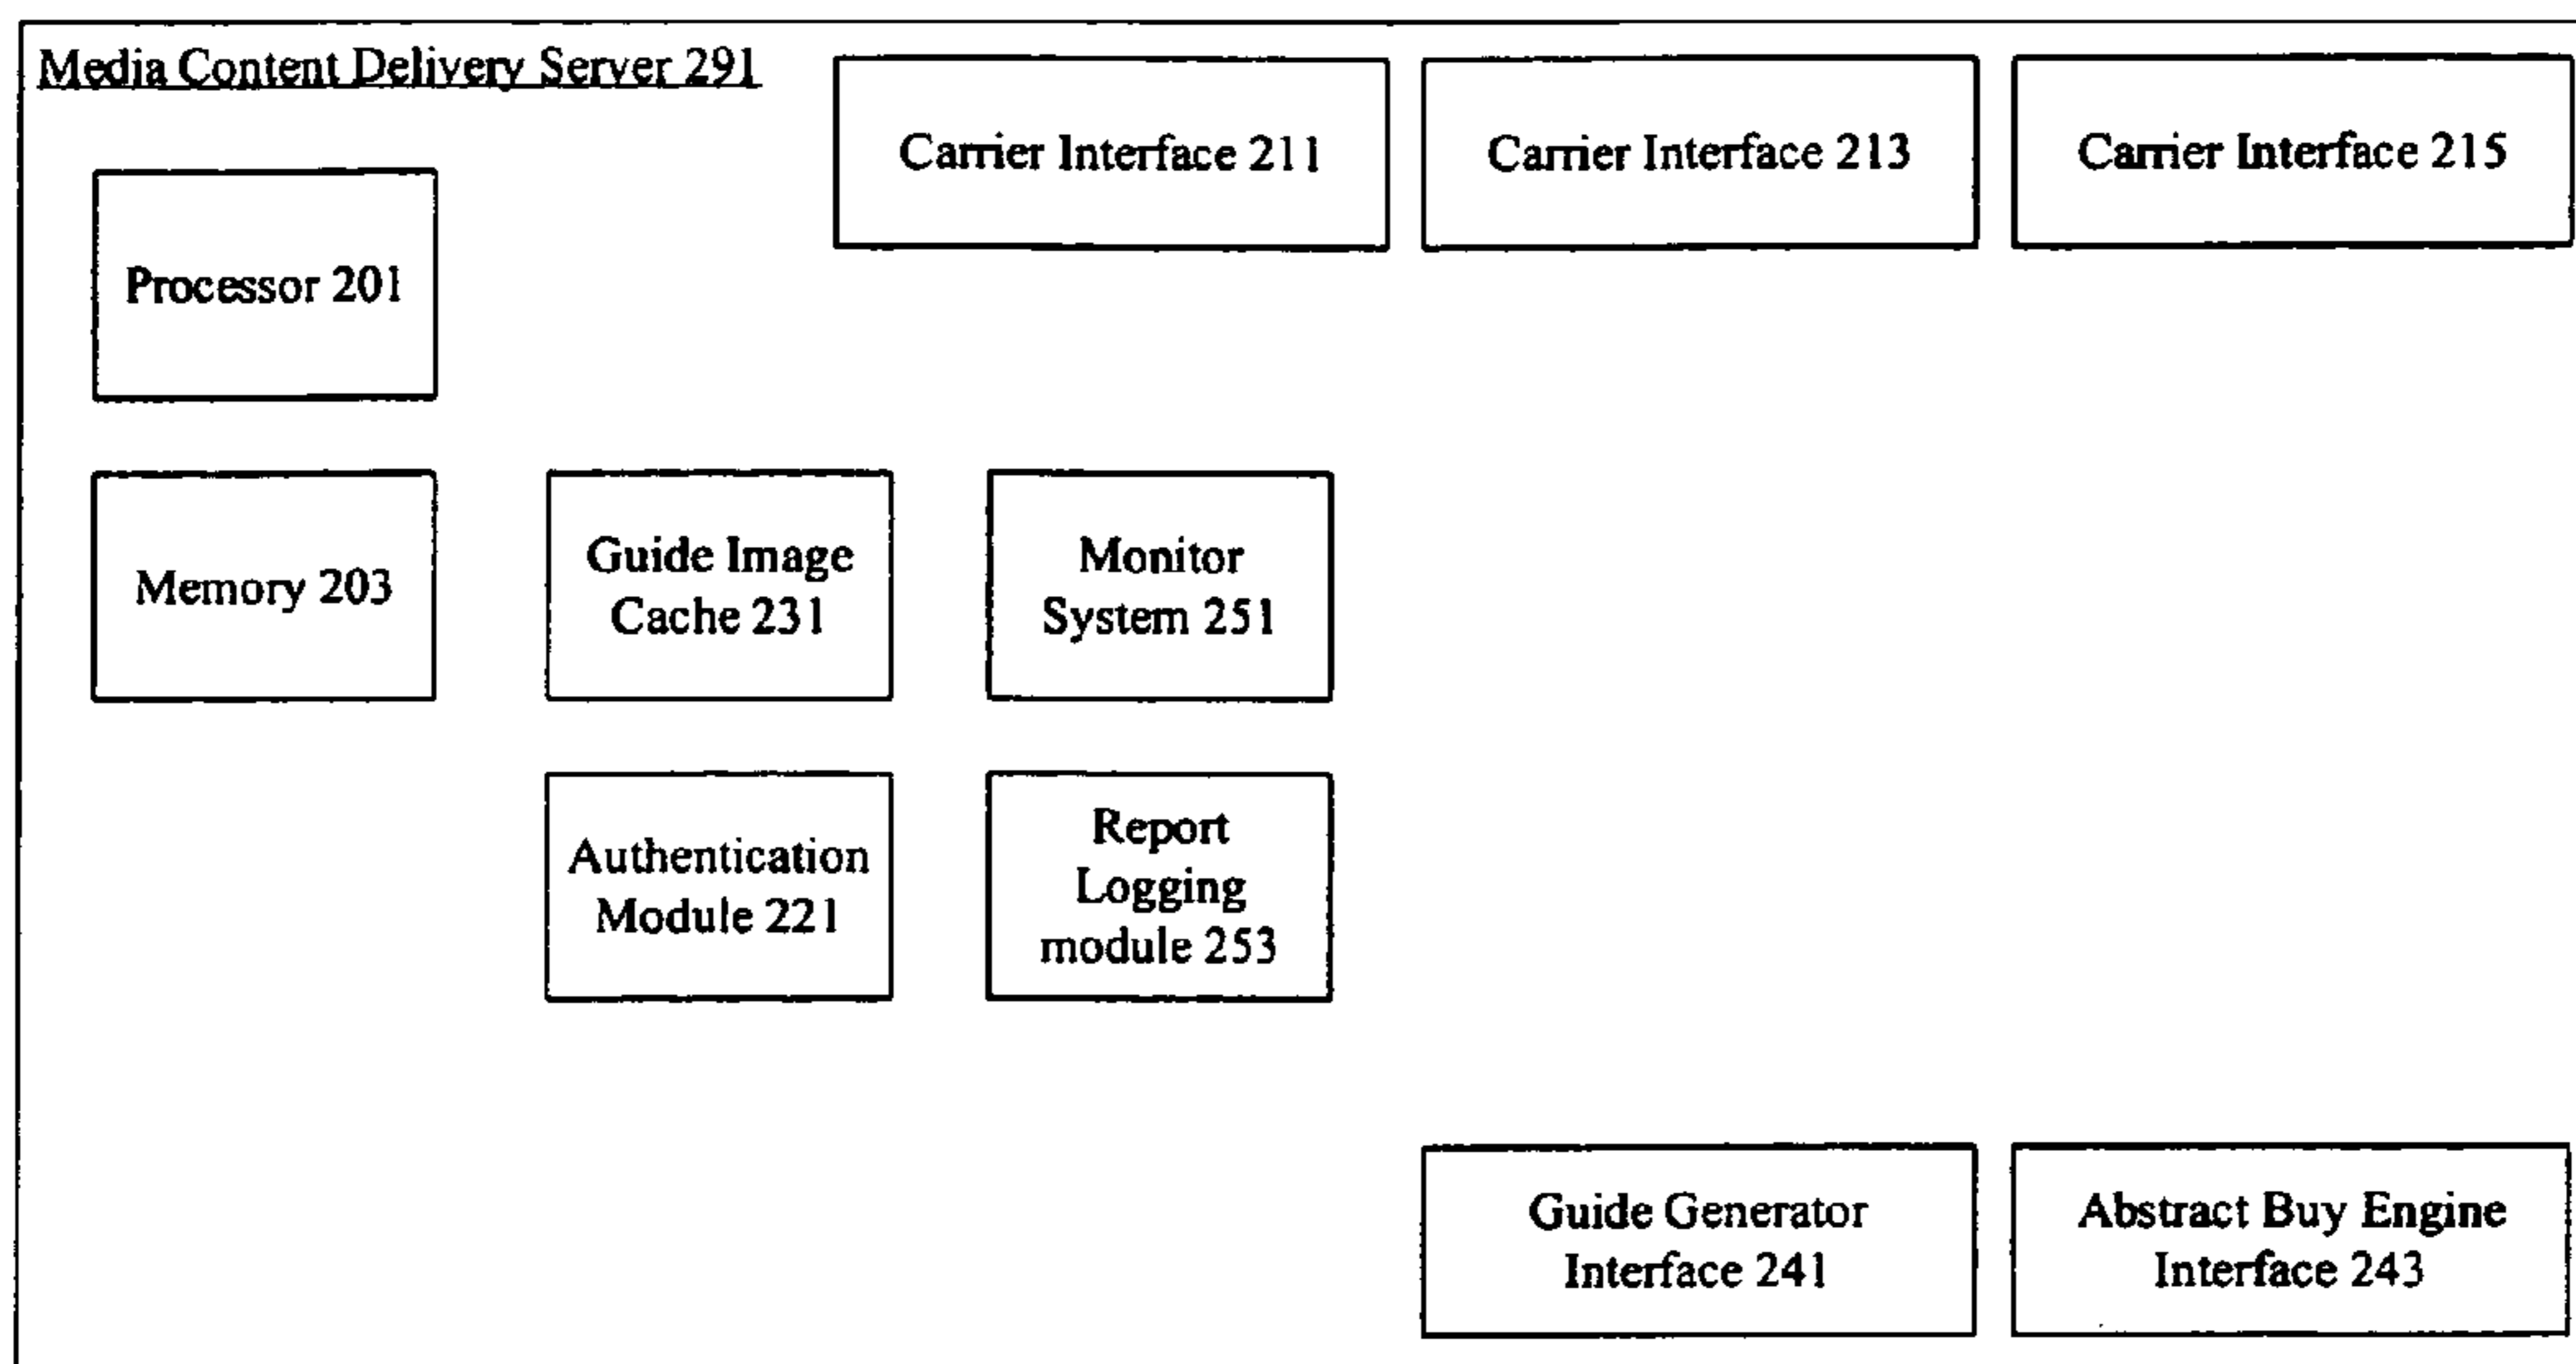 Media Content Delivery Server 291
Carrier Interface 211
Carrier Interface 213
Carrier Interface 215
Processor 201
Memory 203
Guide Image
Cache 231
Monitor
System 251
Authentication
Module 221
Report
Logging
module 253
Guide Generator
Interface 241
Abstract Buy Engine
Interface 243